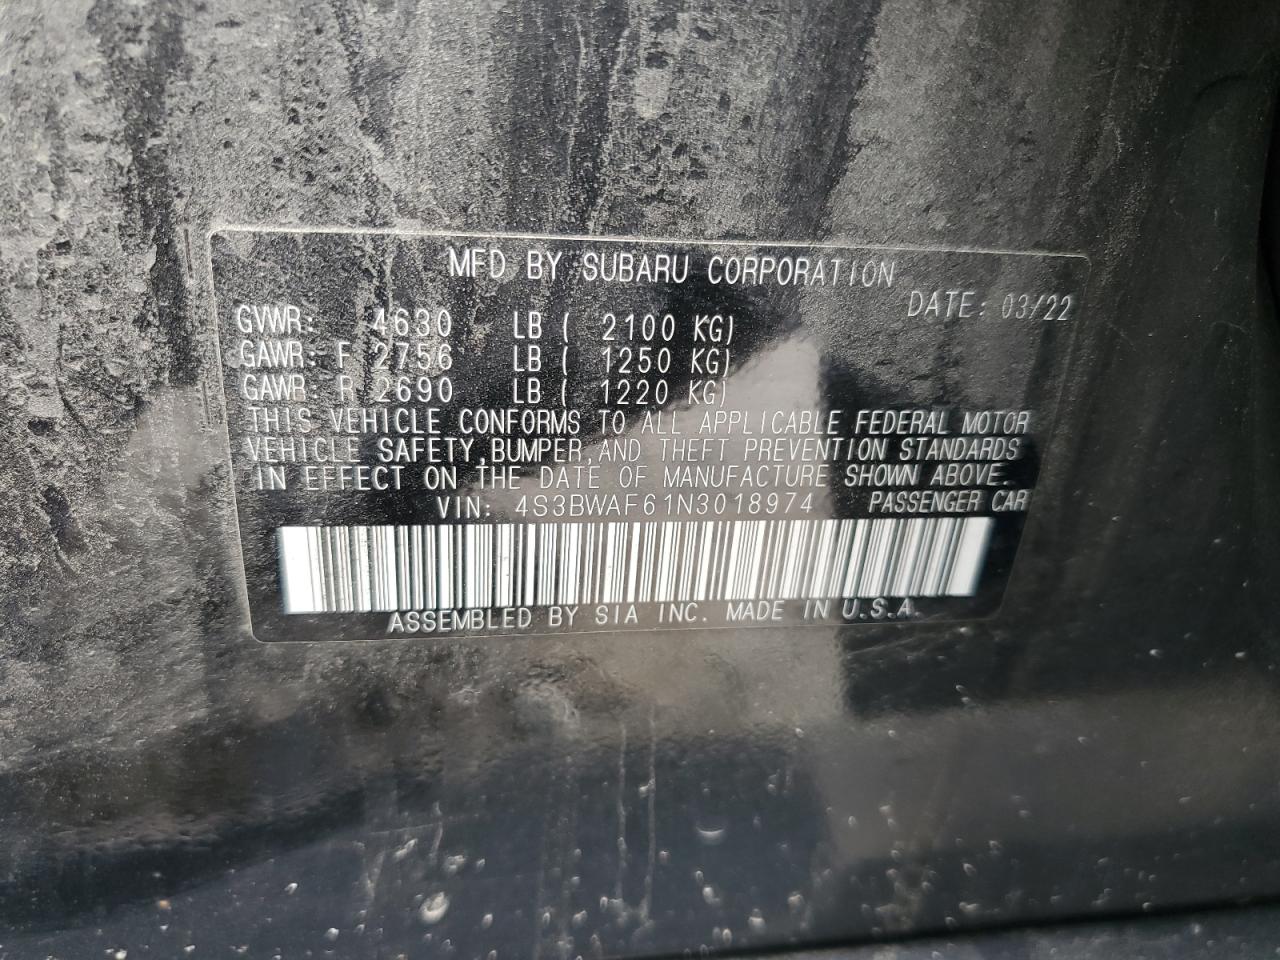 MFD BY SUBARU CORPORATION
DATE: 03/22
GVWR: 4630 LB ( 2100 KG)
GAWR: F 2756 LB ( 1250 KG)
GAWR: R 2690 LB ( 1220 KG)
THIS VEHICLE CONFORMS TO ALL APPLICABLE FEDERAL MOTOR
VEHICLE SAFETY, BUMPER, AND THEFT PREVENTION STANDARDS
IN EFFECT ON THE DATE OF MANUFACTURE SHOWN ABOVE.
VIN: 4S3BWAF61N3018974 PASSENGER CAR
ASSEMBLED BY SIA INC. MADE IN U.S.A.